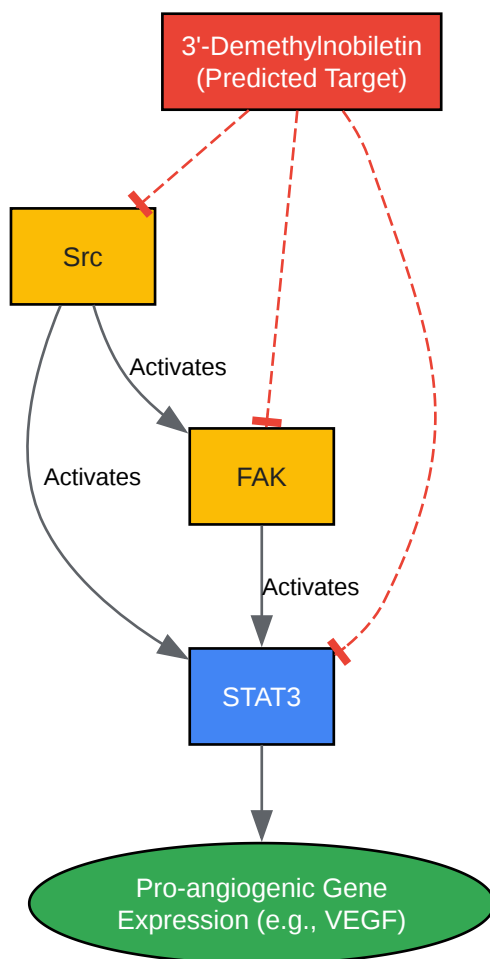 3'-Demethylnobiletin
(Predicted Target)
Src
Activates
Activates
FAK
Activates
STAT3
Pro-angiogenic Gene
Expression (e.g., VEGF)